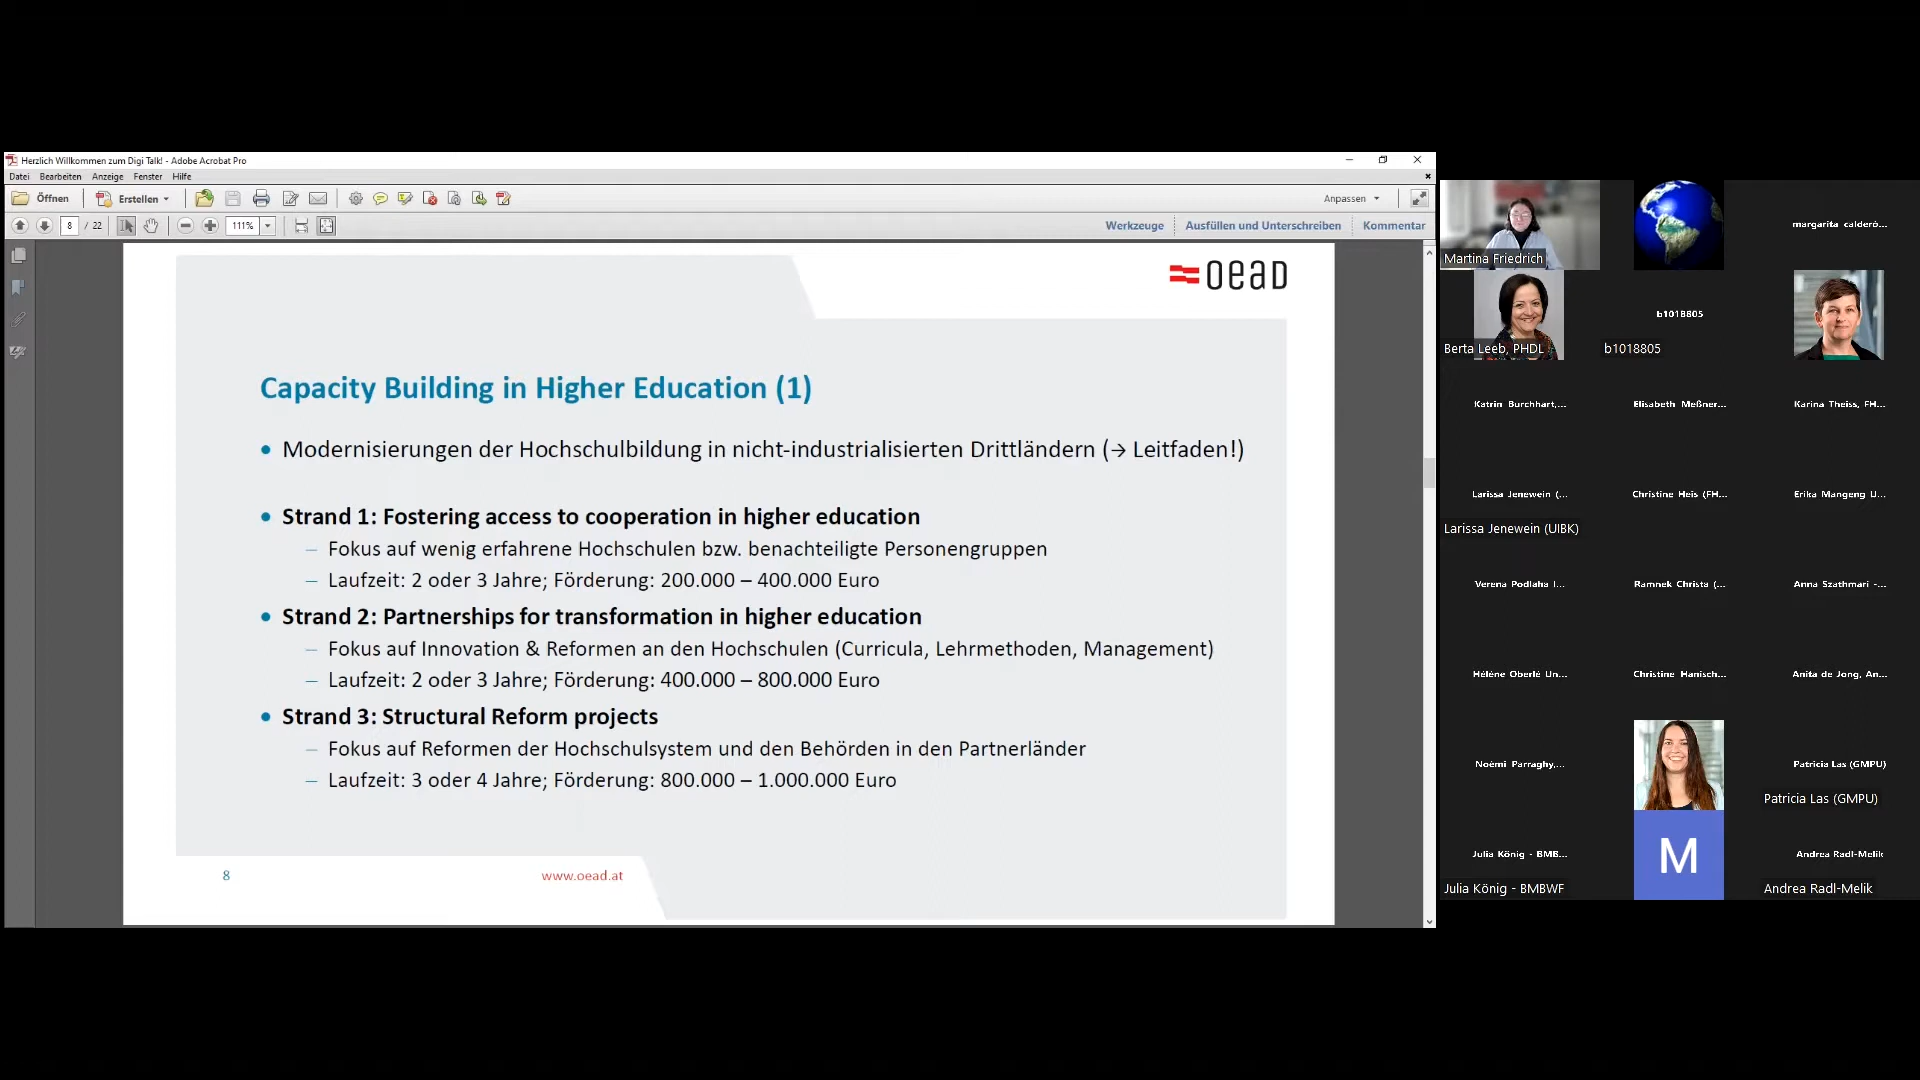 Herzlich Willkommen zum Digi Talk! - Adobe Acrobat Pro
Datei Bearbeiten Anzeige Fenster Hilfe
Öffnen Erstellen Anpassen
8 / 22 111% Werkzeuge Ausfüllen und Unterschreiben Kommentar
oead
Capacity Building in Higher Education (1)
• Modernisierungen der Hochschulbildung in nicht-industrialisierten Drittländern (→ Leitfaden!)
• Strand 1: Fostering access to cooperation in higher education
– Fokus auf wenig erfahrene Hochschulen bzw. benachteiligte Personengruppen
– Laufzeit: 2 oder 3 Jahre; Förderung: 200.000 – 400.000 Euro
• Strand 2: Partnerships for transformation in higher education
– Fokus auf Innovation & Reformen an den Hochschulen (Curricula, Lehrmethoden, Management)
– Laufzeit: 2 oder 3 Jahre; Förderung: 400.000 – 800.000 Euro
• Strand 3: Structural Reform projects
– Fokus auf Reformen der Hochschulsystem und den Behörden in den Partnerländer
– Laufzeit: 3 oder 4 Jahre; Förderung: 800.000 – 1.000.000 Euro
8 www.oead.at
margarita calderó...
Martina Friedrich
b1018805
Berta Leeb, PHDL b1018805
Katrin Burchhart,... Elisabeth Meßner... Karina Theiss, FH...
Larissa Jenewein (... Christine Heis (FH... Erika Mangeng U...
Larissa Jenewein (UIBK)
Verena Podlaha I... Ramnek Christa (... Anna Szathmari -...
Hélène Oberlé Un... Christine Hanisch... Anita de Jong, An...
Noémi Parraghy,... Patricia Las (GMPU)
Patricia Las (GMPU)
Julia König - BMB... M Andrea Radl-Melik
Julia König - BMBWF Andrea Radl-Melik